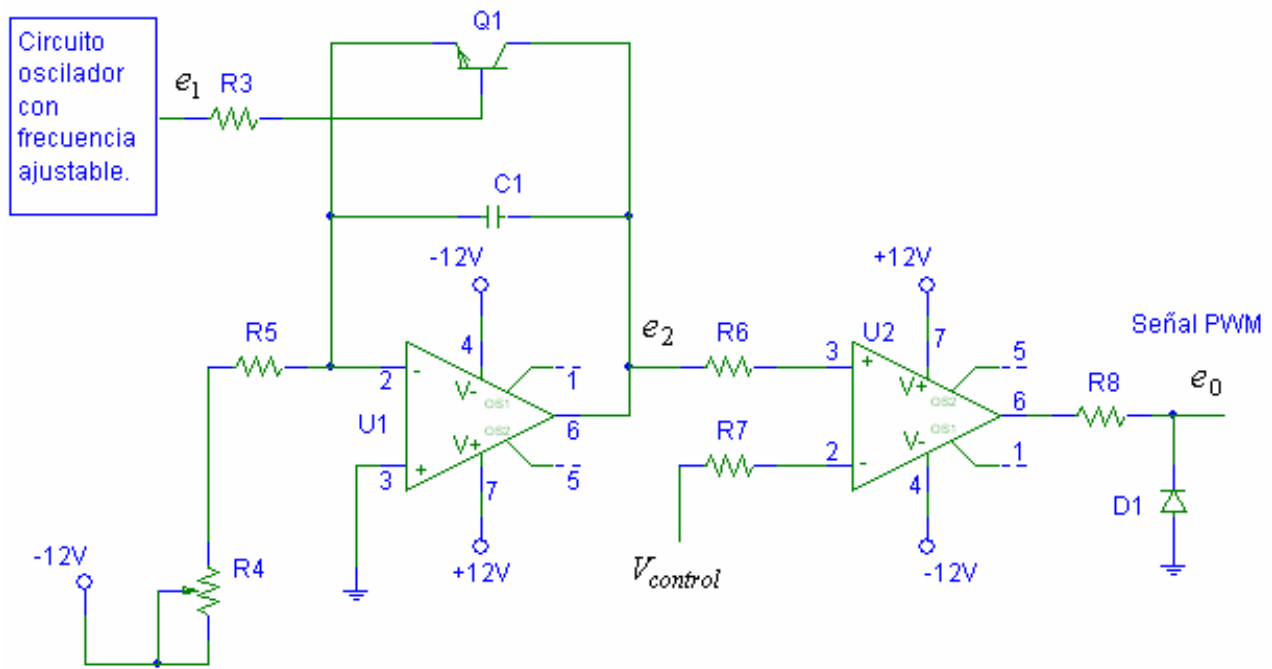 Circuito
oscilador
con
frecuencia
ajustable.
e1
R3
Q1
C1
-12V
4
R5
2
-
V-
OS1
1
U1
OS2
6
V+
+
3
7
5
+12V
-12V
R4
e2
R6
+12V
U2
7
3
+
V+
5
OS2
R7
6
OS1
V-
2
-
4
1
Vcontrol
-12V
R8
Señal PWM
e0
D1